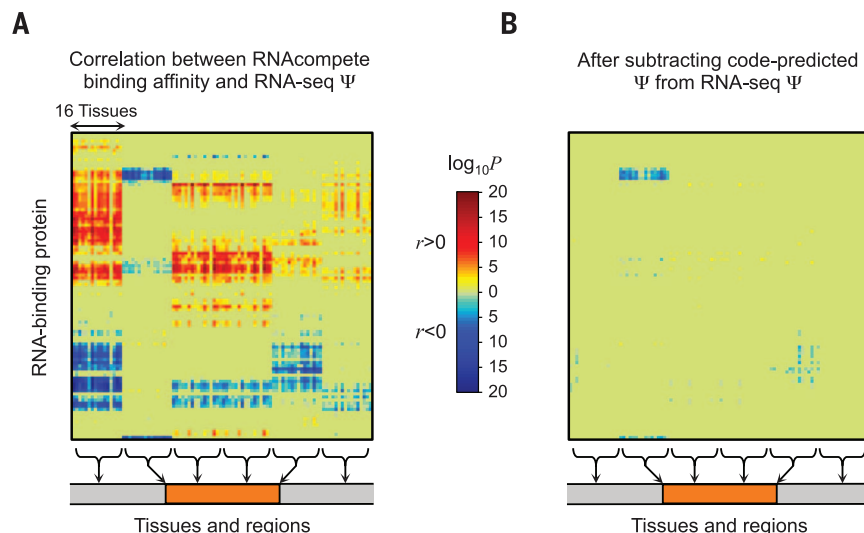 A
Correlation between RNAcompete
binding affinity and RNA-seq Ψ
16 Tissues
RNA-binding protein
Tissues and regions
log₁₀P
r>0
r<0
20
15
10
5
0
5
10
15
20
B
After subtracting code-predicted
Ψ from RNA-seq Ψ
Tissues and regions